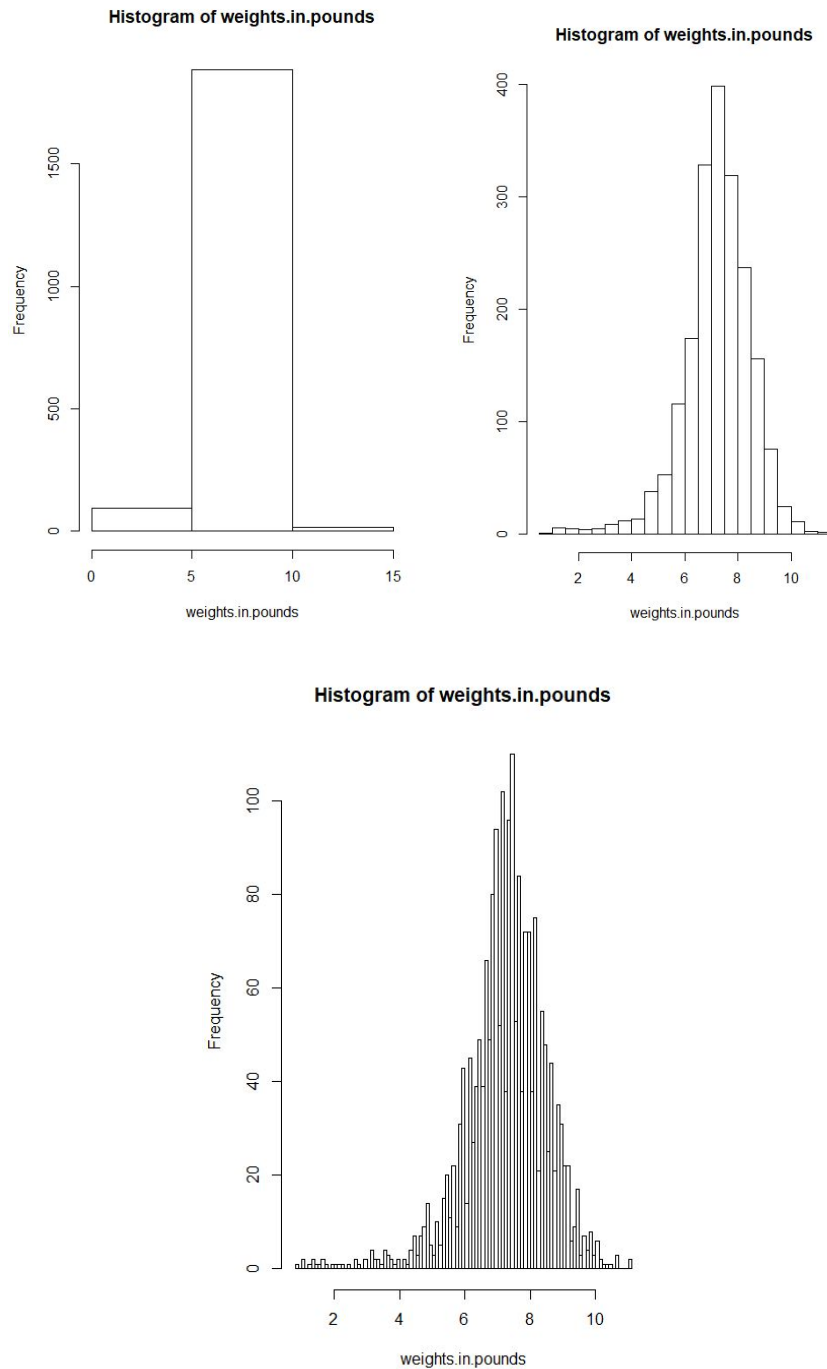 Histogram of weights.in.pounds
Frequency
1500
1000
500
0
0 5 10 15
weights.in.pounds
Histogram of weights.in.pounds
Frequency
400
300
200
100
0
2 4 6 8 10
weights.in.pounds
Histogram of weights.in.pounds
Frequency
100
80
60
40
20
0
2 4 6 8 10
weights.in.pounds